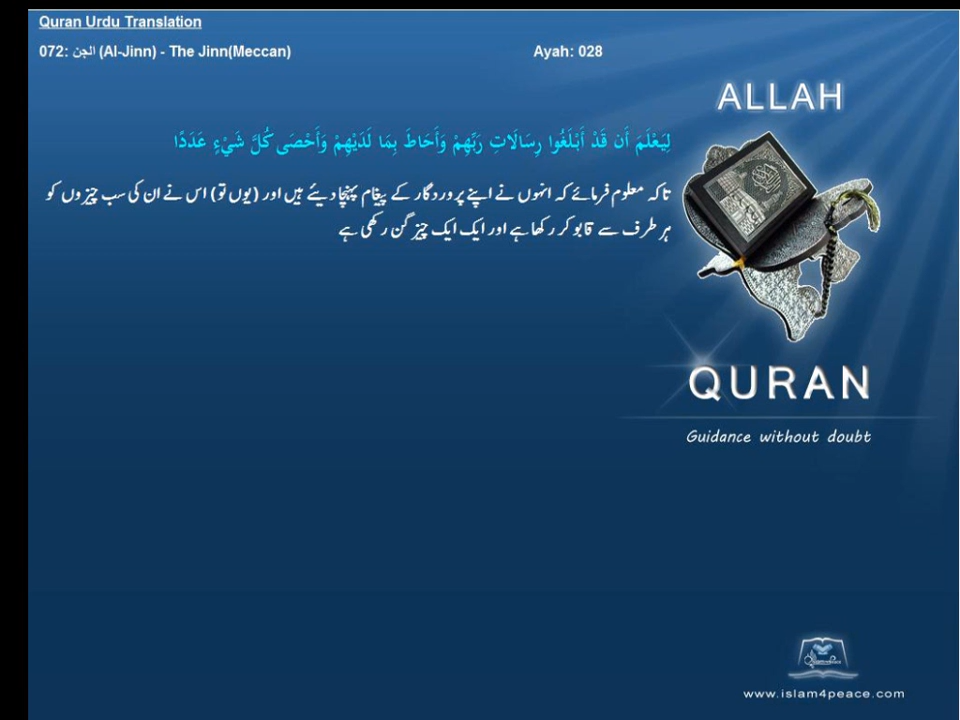 Quran Urdu Translation
072: الجن (Al-Jinn) - The Jinn(Meccan) Ayah: 028
ALLAH
لِيَعْلَمَ أَن قَدْ أَبْلَغُوا رِسَالَاتِ رَبِّهِمْ وَأَحَاطَ بِمَا لَدَيْهِمْ وَأَحْصَى كُلَّ شَيْءٍ عَدَدًا
تاکہ معلوم فرمائے کہ انہوں نے اپنے پروردگار کے پیغام پہنچا دیئے ہیں اور (یوں تو) اس نے ان کی سب چیزوں کو
ہر طرف سے قابو کر رکھا ہے اور ایک ایک چیز گن رکھی ہے
QURAN
Guidance without doubt
www.islam4peace.com